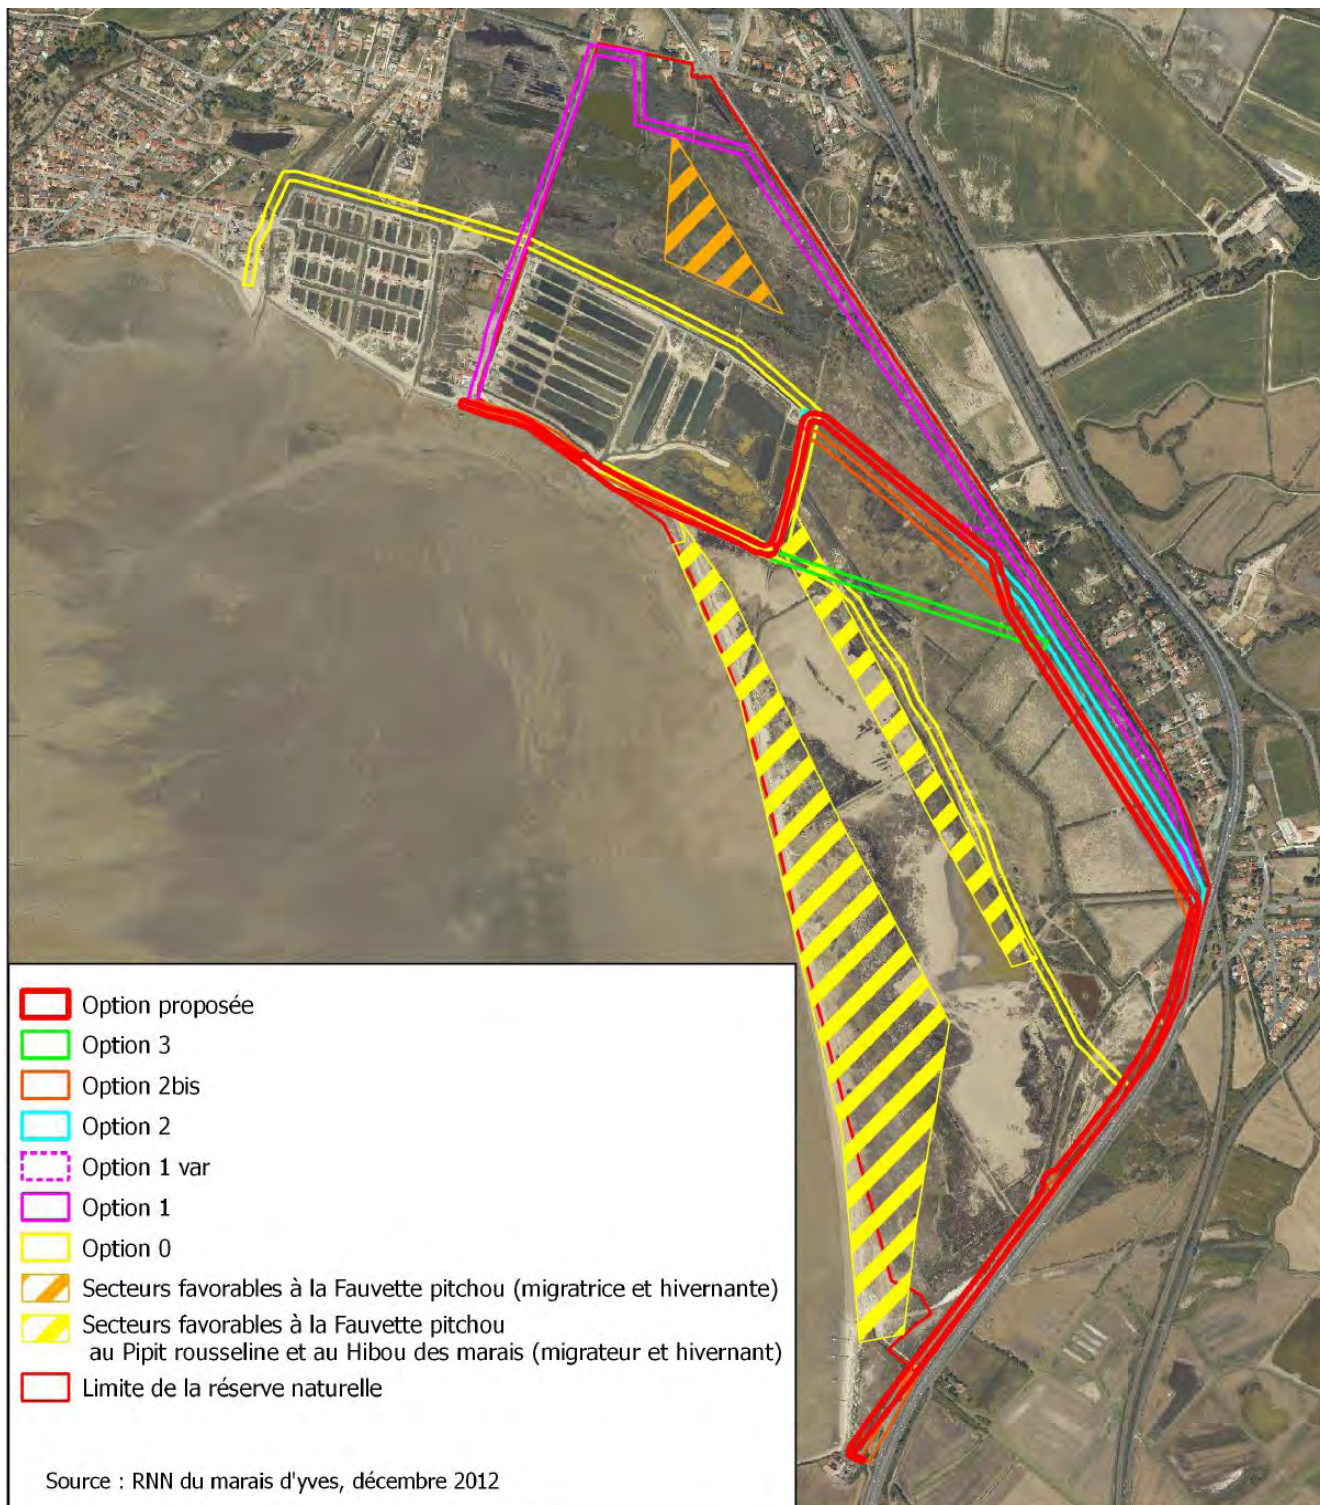 Option proposée
Option 3
Option 2bis
Option 2
Option 1 var
Option 1
Option 0
Secteurs favorables à la Fauvette pitchou (migratrice et hivernante)
Secteurs favorables à la Fauvette pitchou
au Pipit rousseline et au Hibou des marais (migrateur et hivernant)
Limite de la réserve naturelle
Source : RNN du marais d'yves, décembre 2012